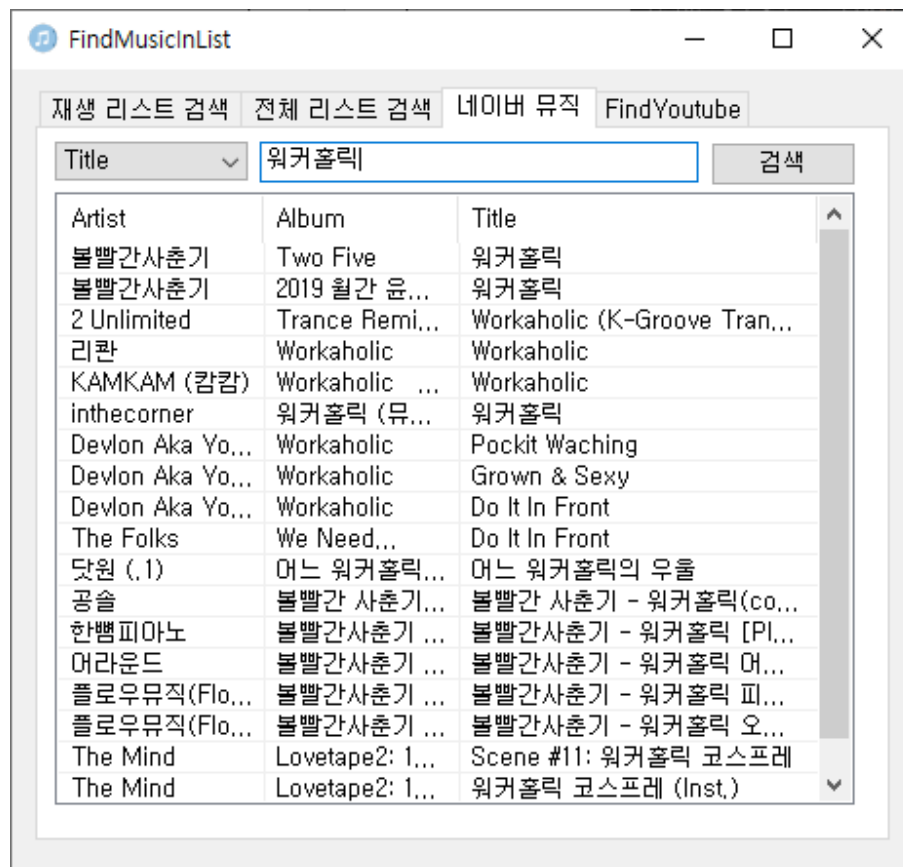 FindMusicInList
재생 리스트 검색 전체 리스트 검색 네이버 뮤직 FindYoutube
Title 워커홀릭 검색
Artist Album Title
볼빨간사춘기 Two Five 워커홀릭
볼빨간사춘기 2019 월간 윤... 워커홀릭
2 Unlimited Trance Remi... Workaholic (K-Groove Tran...
리콴 Workaholic Workaholic
KAMKAM (캄캄) Workaholic ... Workaholic
inthecorner 워커홀릭 (뮤... 워커홀릭
Devlon Aka Yo... Workaholic Pockit Waching
Devlon Aka Yo... Workaholic Grown & Sexy
Devlon Aka Yo... Workaholic Do It In Front
The Folks We Need... Do It In Front
닷원 (.1) 어느 워커홀릭... 어느 워커홀릭의 우울
공솔 볼빨간 사춘기... 볼빨간 사춘기 - 워커홀릭(co...
한뼘피아노 볼빨간사춘기 ... 볼빨간사춘기 - 워커홀릭 [PI...
어라운드 볼빨간사춘기 ... 볼빨간사춘기 - 워커홀릭 어...
플로우뮤직(Flo... 볼빨간사춘기 ... 볼빨간사춘기 - 워커홀릭 피...
플로우뮤직(Flo... 볼빨간사춘기 ... 볼빨간사춘기 - 워커홀릭 오...
The Mind Lovetape2: 1... Scene #11: 워커홀릭 코스프레
The Mind Lovetape2: 1... 워커홀릭 코스프레 (Inst.)